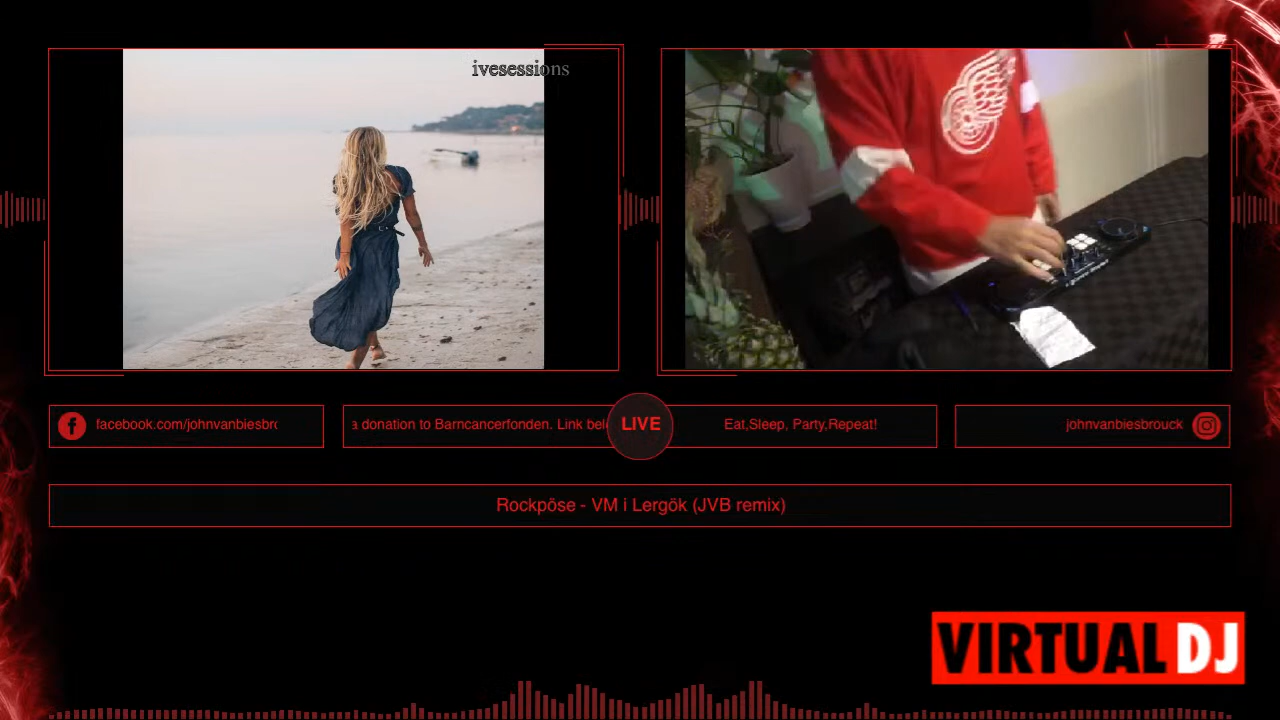 ivesessions
facebook.com/johnvanbiesbro
a donation to Barncancerfonden. Link bel
LIVE
Eat,Sleep, Party,Repeat!
johnvanbiesbrouck
Rockpöse - VM i Lergök (JVB remix)
VIRTUAL DJ